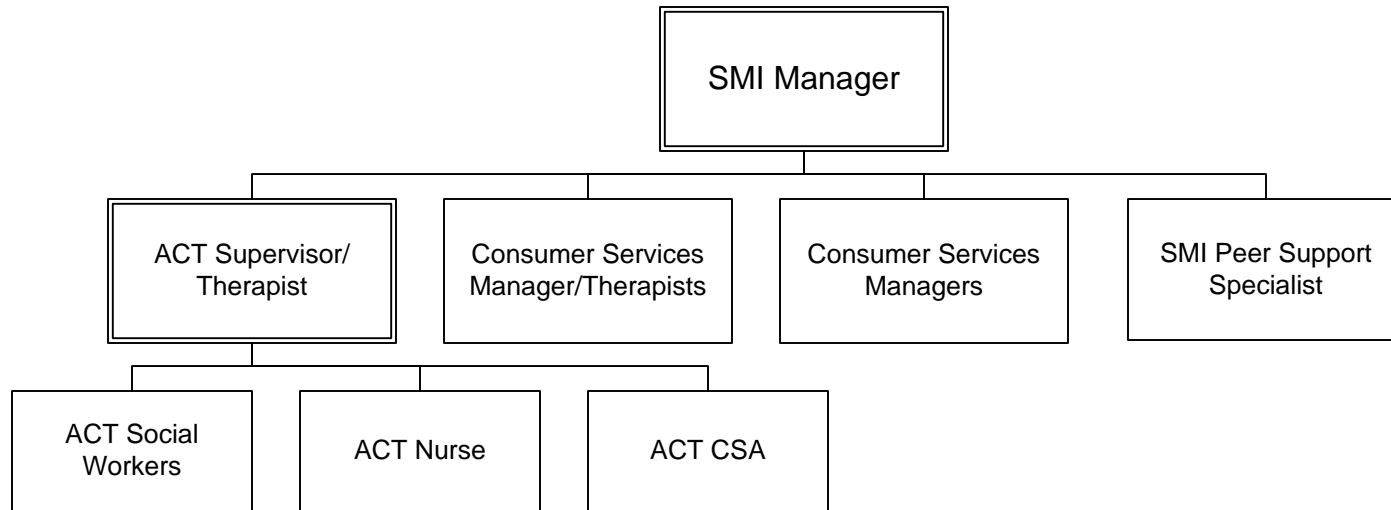 SMI Manager
ACT Supervisor/
Therapist
Consumer Services
Manager/Therapists
Consumer Services
Managers
SMI Peer Support
Specialist
ACT Social
Workers
ACT Nurse
ACT CSA